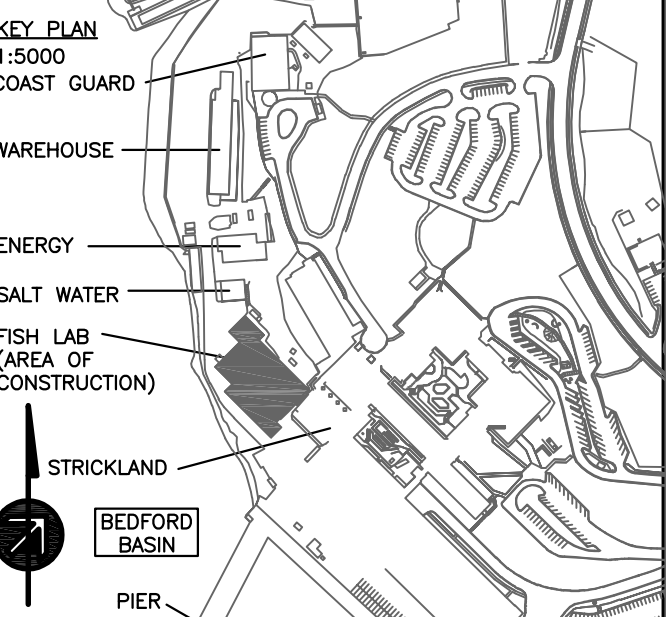 KEY PLAN
1:5000
COAST GUARD
WAREHOUSE
ENERGY
SALT WATER
FISH LAB
(AREA OF
CONSTRUCTION)
STRICKLAND
BEDFORD
BASIN
PIER